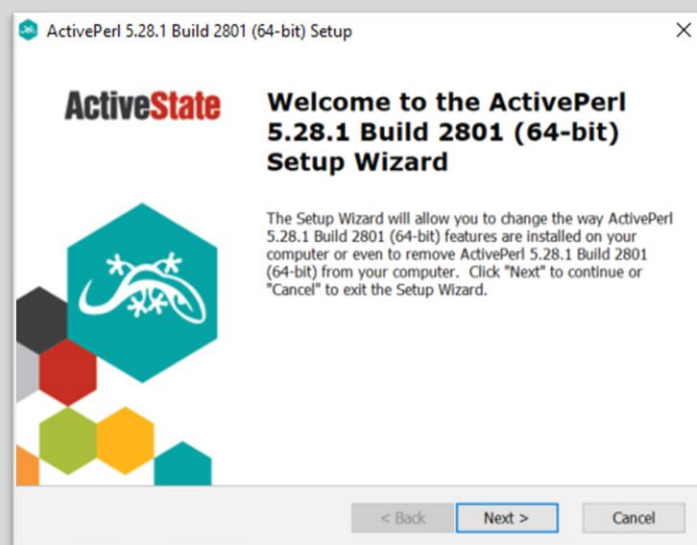 ActivePerl 5.28.1 Build 2801 (64-bit) Setup
ActiveState
Welcome to the ActivePerl
5.28.1 Build 2801 (64-bit)
Setup Wizard
The Setup Wizard will allow you to change the way ActivePerl
5.28.1 Build 2801 (64-bit) features are installed on your
computer or even to remove ActivePerl 5.28.1 Build 2801
(64-bit) from your computer. Click "Next" to continue or
"Cancel" to exit the Setup Wizard.
< Back Next > Cancel